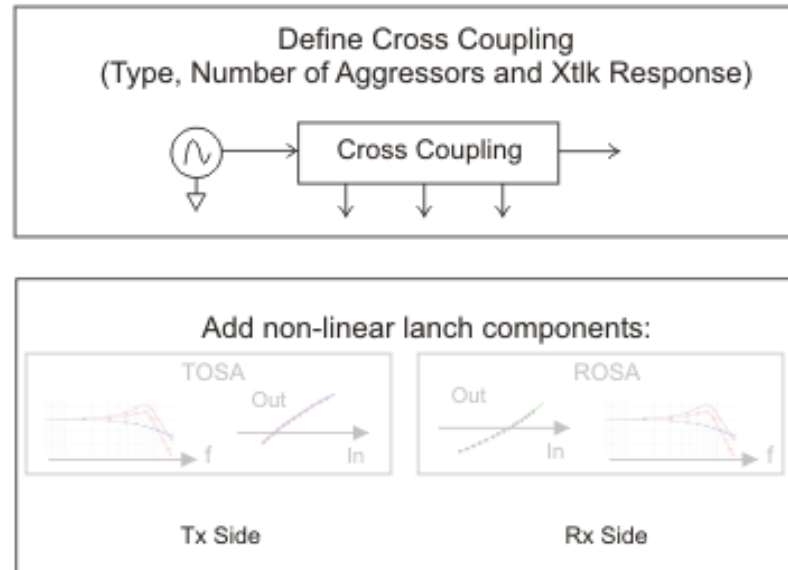 Define Cross Coupling
(Type, Number of Aggressors and Xtlk Response)
Cross Coupling
Add non-linear lanch components:
TOSA
ROSA
Out
Out
f
In
In
f
Tx Side
Rx Side